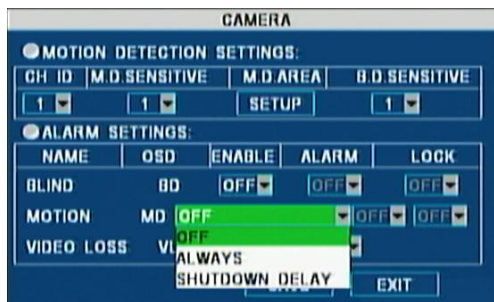 CAMERA
MOTION DETECTION SETTINGS:
CH ID M.D.SENSITIVE M.D.AREA B.D.SENSITIVE
1 1 SETUP 1
ALARM SETTINGS:
NAME OSD ENABLE ALARM LOCK
BLIND BD OFF OFF OFF
MOTION MD OFF OFF OFF
VIDEO LOSS OFF
ALWAYS
SHUTDOWN DELAY EXIT